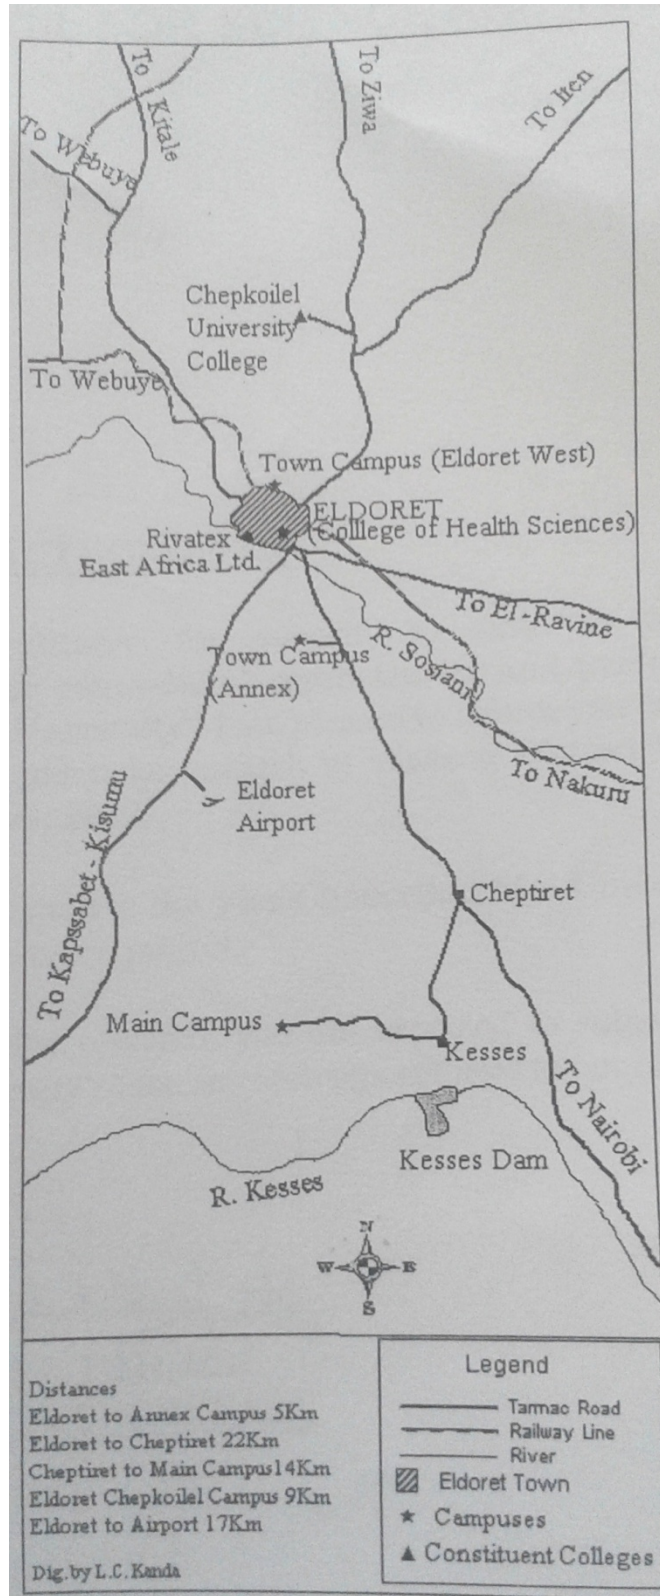 To Kitale
To Ziwa
To Iten
To Webuye
Chepkoilel
University
College
To Webuye
Town Campus (Eldoret West)
ELDORET
(Colllege of Health Sciences)
Rivatex
East Africa Ltd.
To El-Ravine
R. Sosiani
Town Campus
(Annex)
To Nakuru
Eldoret
Airport
To Kapssabet - Kisumu
Cheptiret
Main Campus
Kesses
To Nairobi
Kesses Dam
R. Kesses
N
W E
S
Distances
Eldoret to Annex Campus 5Km
Eldoret to Cheptiret 22Km
Cheptiret to Main Campus14Km
Eldoret Chepkoilel Campus 9Km
Eldoret to Airport 17Km
Dig.by L.C. Kanda
Legend
Tarmac Road
Railway Line
River
Eldoret Town
Campuses
Constituent Colleges